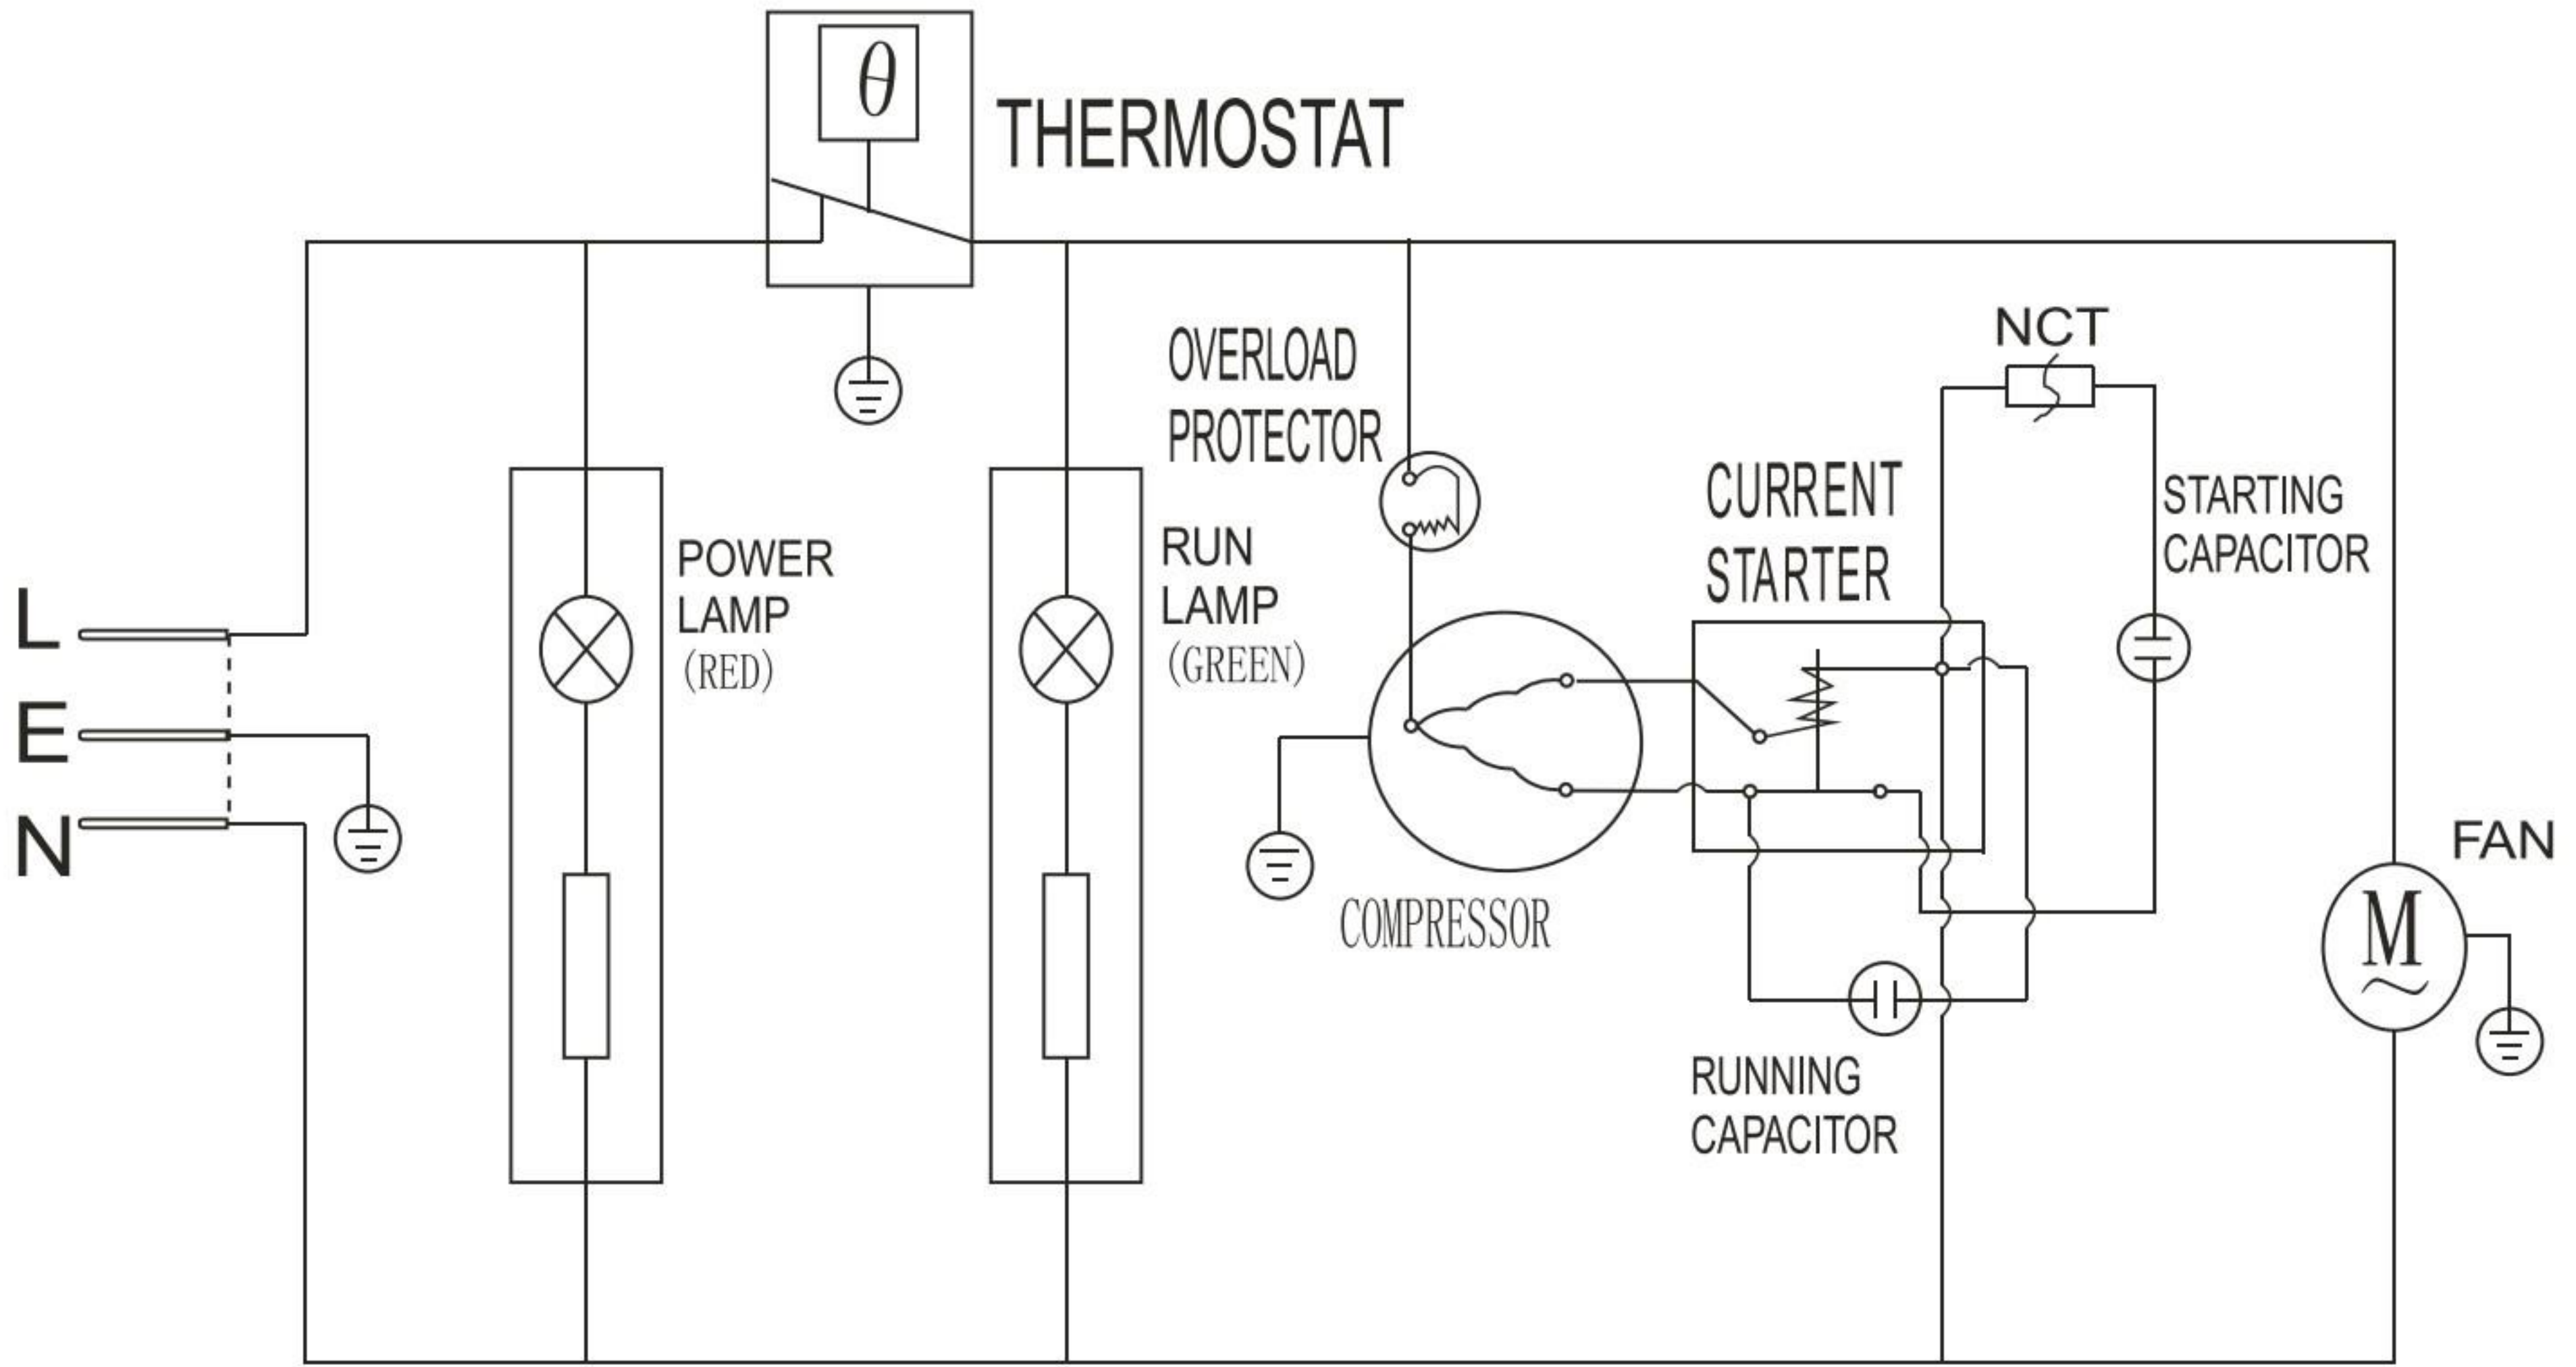 θ
THERMOSTAT
NCT
OVERLOAD
PROTECTOR
CURRENT
STARTER
STARTING
CAPACITOR
POWER
LAMP
(RED)
RUN
LAMP
(GREEN)
L
E
N
COMPRESSOR
FAN
M
~
RUNNING
CAPACITOR